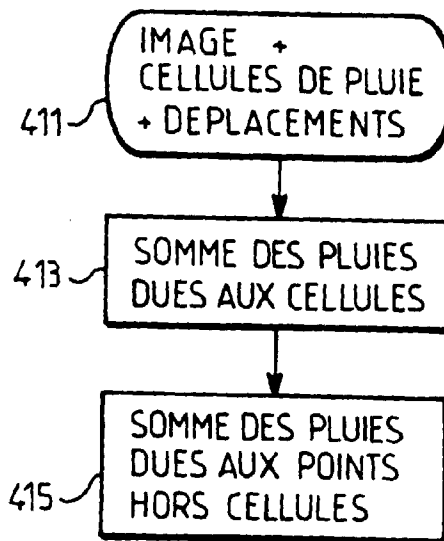 IMAGE +
CELLULES DE PLUIE
+ DEPLACEMENTS
411
SOMME DES PLUIES
DUES AUX CELLULES
413
SOMME DES PLUIES
DUES AUX POINTS
HORS CELLULES
415